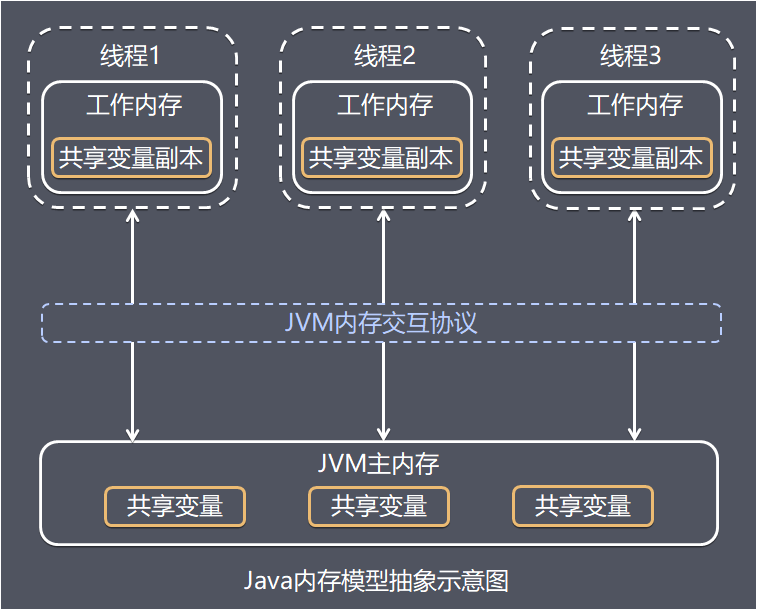 线程1
线程2
线程3
工作内存
工作内存
工作内存
共享变量副本
共享变量副本
共享变量副本
JVM内存交互协议
JVM主内存
共享变量
共享变量
共享变量
Java内存模型抽象示意图